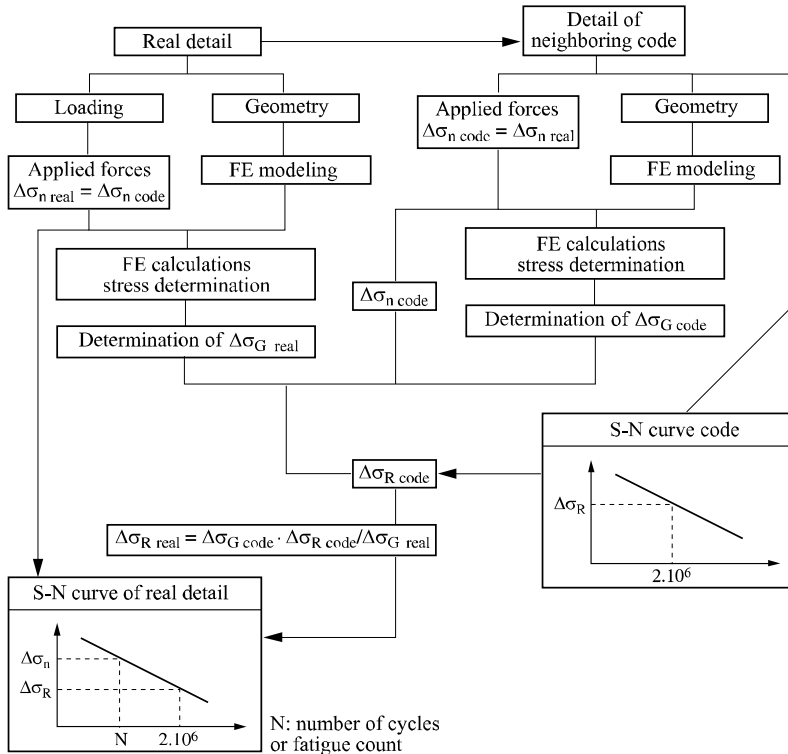 Real detail
Detail of
neighboring code
Loading
Geometry
Applied forces
Δσn code = Δσn real
Geometry
Applied forces
Δσn real = Δσn code
FE modeling
FE modeling
FE calculations
stress determination
FE calculations
stress determination
Δσn code
Determination of ΔσG real
Determination of ΔσG code
S-N curve code
ΔσR code
ΔσR
2.10⁶
ΔσR real = ΔσG code · ΔσR code/ΔσG real
S-N curve of real detail
Δσn
ΔσR
N
2.10⁶
N: number of cycles
or fatigue count